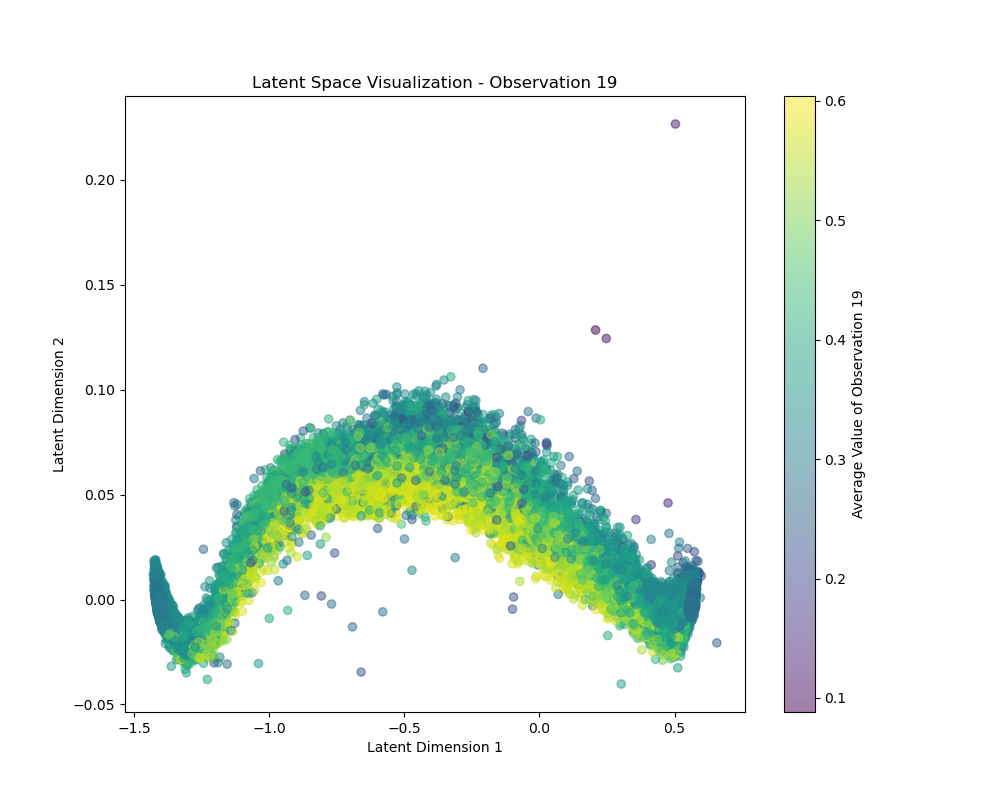 Latent Space Visualization - Observation 19
0.20
0.15
0.10
0.05
0.00
−0.05
Latent Dimension 2
−1.5 −1.0 −0.5 0.0 0.5
Latent Dimension 1
0.6
0.5
0.4
0.3
0.2
0.1
Average Value of Observation 19